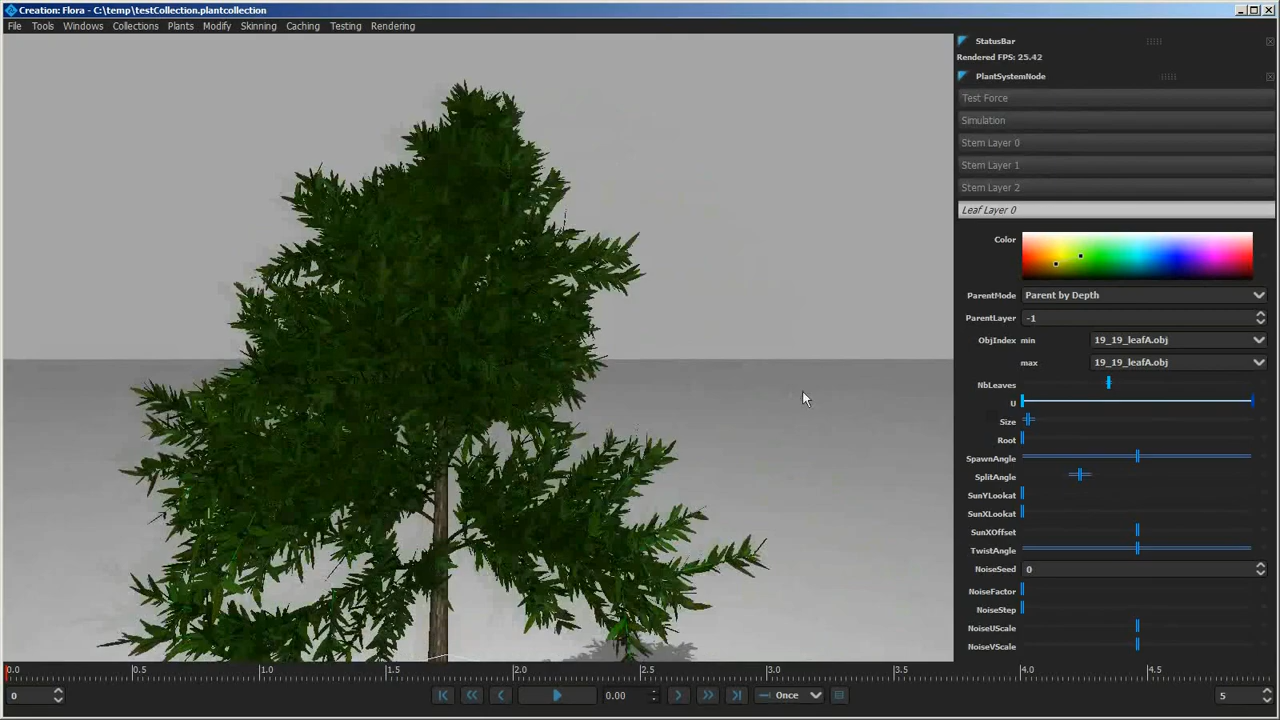 Creation: Flora - C:\temp\testCollection.plantcollection
File Tools Windows Collections Plants Modify Skinning Caching Testing Rendering
StatusBar
Rendered FPS: 25.42
PlantSystemNode
Test Force
Simulation
Stem Layer 0
Stem Layer 1
Stem Layer 2
Leaf Layer 0
Color
ParentMode Parent by Depth
ParentLayer -1
ObjIndex min 19_19_leafA.obj
max 19_19_leafA.obj
NbLeaves
U
Size
Root
SpawnAngle
SplitAngle
SunYLookat
SunXLookat
SunXOffset
TwistAngle
NoiseSeed 0
NoiseFactor
NoiseStep
NoiseUScale
NoiseVScale
0.0 0.5 1.0 1.5 2.0 2.5 3.0 3.5 4.0 4.5
0 0.00 Once 5